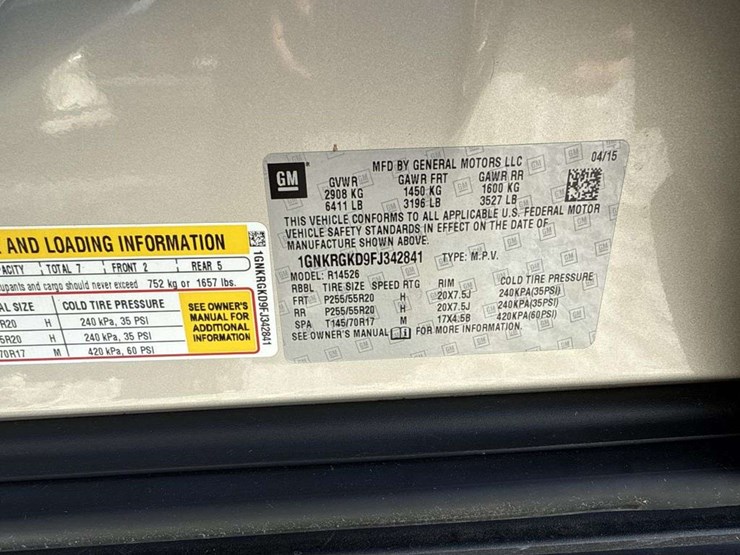 AND LOADING INFORMATION
TOTAL 7 FRONT 2 REAR 5
and cargo should never exceed 752 kg or 1657 lbs.
SIZE COLD TIRE PRESSURE
R20 H 240 kPa, 35 PSI
R20 H 240 kPa, 35 PSI
70R17 M 420 kPa, 60 PSI
SEE OWNER'S
MANUAL FOR
ADDITIONAL
INFORMATION
1GNKRGKD9FJ342841
GM
MFD BY GENERAL MOTORS LLC 04/15
GVWR GAWR FRT GAWR RR
2908 KG 1450 KG 1600 KG
6411 LB 3196 LB 3527 LB
THIS VEHICLE CONFORMS TO ALL APPLICABLE U.S. FEDERAL MOTOR
VEHICLE SAFETY STANDARDS IN EFFECT ON THE DATE OF
MANUFACTURE SHOWN ABOVE.
1GNKRGKD9FJ342841 TYPE: M.P.V.
MODEL: R14526
RBBL TIRE SIZE SPEED RTG RIM COLD TIRE PRESSURE
FRT P255/55R20 H 20X7.5J 240KPA(35PSI)
RR P255/55R20 H 20X7.5J 240KPA(35PSI)
SPA T145/70R17 M 17X4.5B 420KPA(60PSI)
SEE OWNER'S MANUAL FOR MORE INFORMATION.